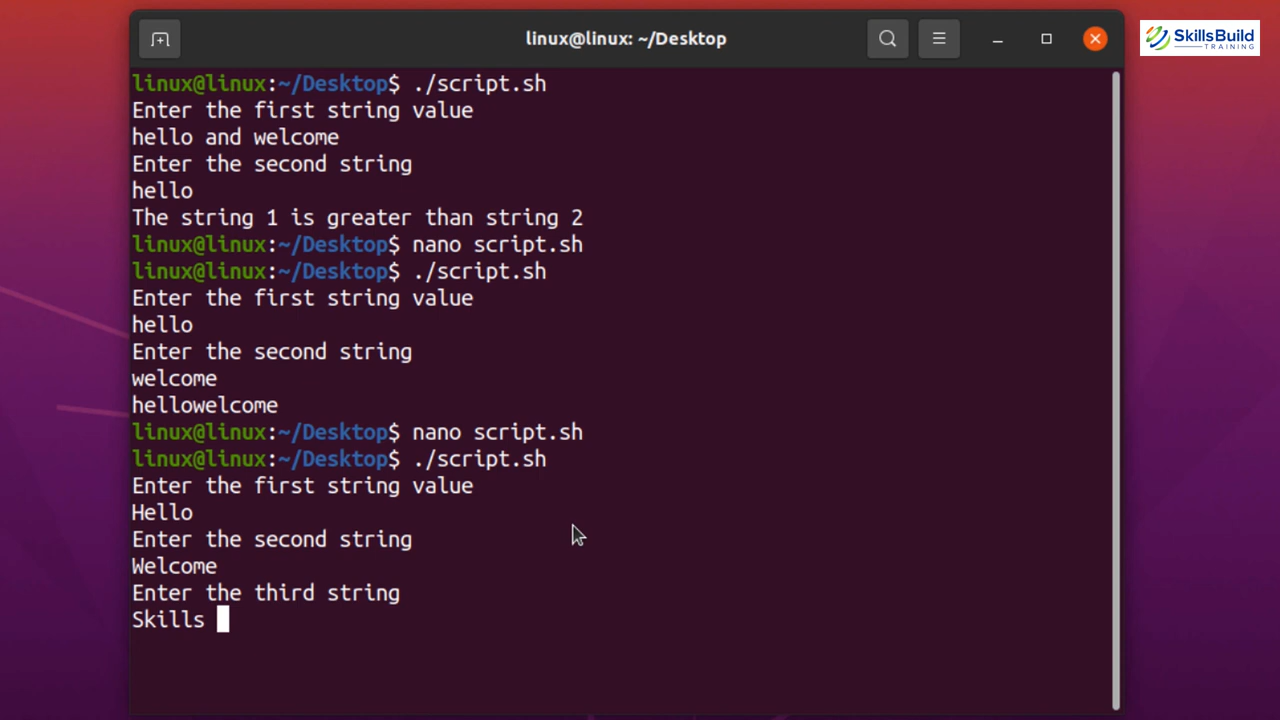 linux@linux: ~/Desktop
SkillsBuild
TRAINING
linux@linux:~/Desktop$ ./script.sh
Enter the first string value
hello and welcome
Enter the second string
hello
The string 1 is greater than string 2
linux@linux:~/Desktop$ nano script.sh
linux@linux:~/Desktop$ ./script.sh
Enter the first string value
hello
Enter the second string
welcome
hellowelcome
linux@linux:~/Desktop$ nano script.sh
linux@linux:~/Desktop$ ./script.sh
Enter the first string value
Hello
Enter the second string
Welcome
Enter the third string
Skills